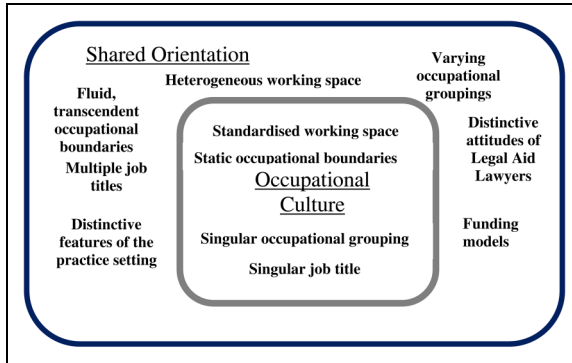 Shared Orientation
Heterogeneous working space
Varying
occupational
groupings
Fluid,
transcendent
occupational
boundaries
Multiple job
titles
Distinctive
features of the
practice setting
Standardised working space
Static occupational boundaries
Occupational
Culture
Singular occupational grouping
Singular job title
Distinctive
attitudes of
Legal Aid
Lawyers
Funding
models